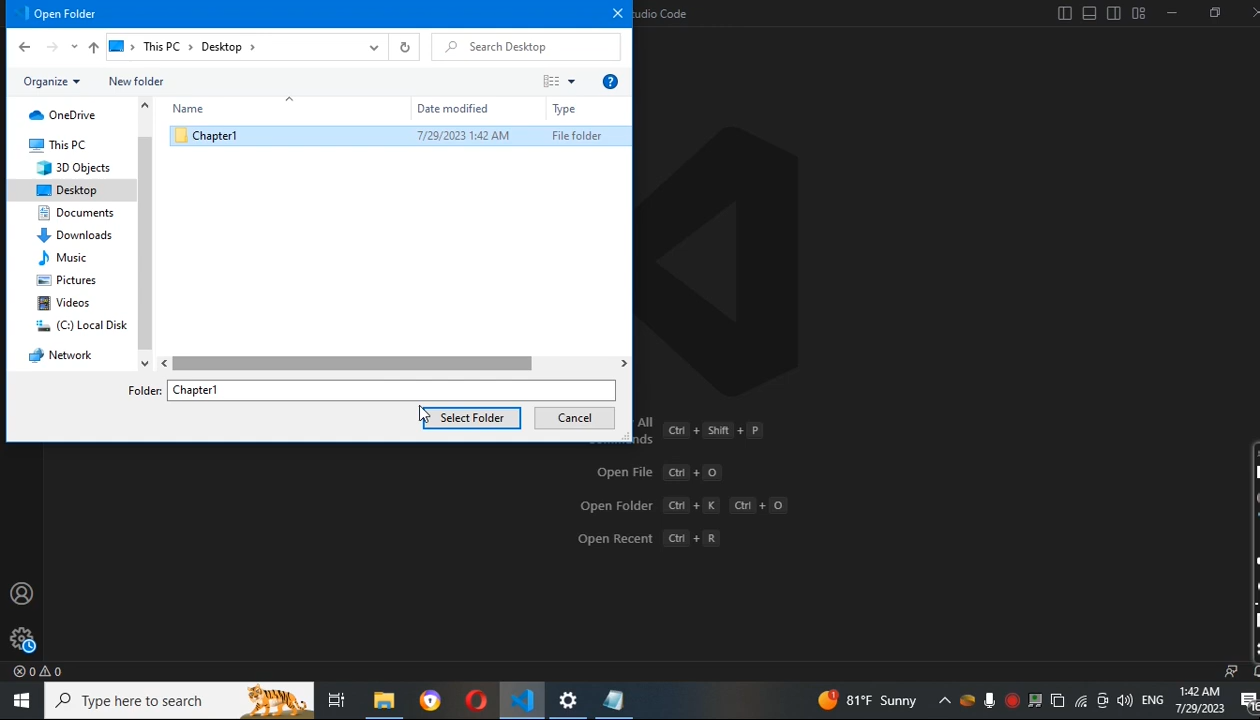 Open Folder
udio Code
This PC > Desktop >
Search Desktop
Organize
New folder
Name
Date modified
Type
OneDrive
This PC
3D Objects
Desktop
Documents
Downloads
Music
Pictures
Videos
(C:) Local Disk
Network
Chapter1
7/29/2023 1:42 AM
File folder
Folder: Chapter1
Select Folder
Cancel
All
nds
Ctrl + Shift + P
Open File Ctrl + O
Open Folder Ctrl + K Ctrl + O
Open Recent Ctrl + R
0 0
Type here to search
1
81°F Sunny
ENG
1:42 AM
7/29/2023